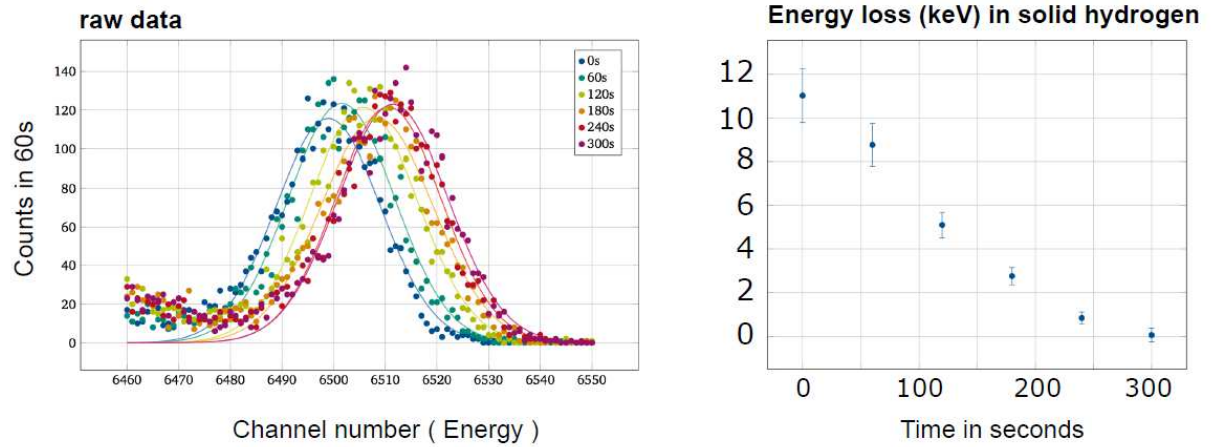 raw data
Counts in 60s
140
120
100
80
60
40
20
0
0s
60s
120s
180s
240s
300s
6460 6470 6480 6490 6500 6510 6520 6530 6540 6550
Channel number ( Energy )
Energy loss (keV) in solid hydrogen
12
10
8
6
4
2
0
0 100 200 300
Time in seconds